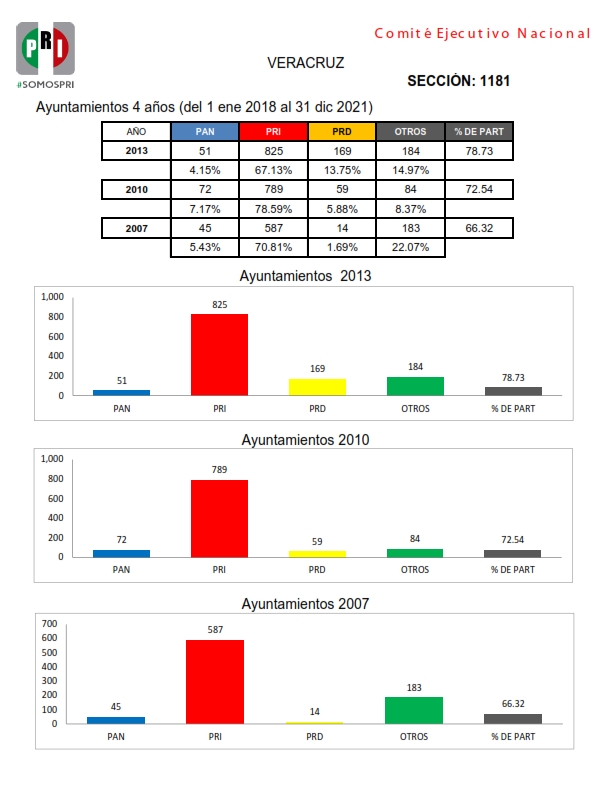 PRI
#SOMOSPRI
Comité Ejecutivo Nacional
VERACRUZ
SECCIÓN: 1181
Ayuntamientos 4 años (del 1 ene 2018 al 31 dic 2021)
AÑO PAN PRI PRD OTROS % DE PART
2013 51 825 169 184 78.73
4.15% 67.13% 13.75% 14.97%
2010 72 789 59 84 72.54
7.17% 78.59% 5.88% 8.37%
2007 45 587 14 183 66.32
5.43% 70.81% 1.69% 22.07%
Ayuntamientos 2013
1,000
800
600
400
200
0
51 825 169 184 78.73
PAN PRI PRD OTROS % DE PART
Ayuntamientos 2010
1,000
800
600
400
200
0
72 789 59 84 72.54
PAN PRI PRD OTROS % DE PART
Ayuntamientos 2007
700
600
500
400
300
200
100
0
45 587 14 183 66.32
PAN PRI PRD OTROS % DE PART